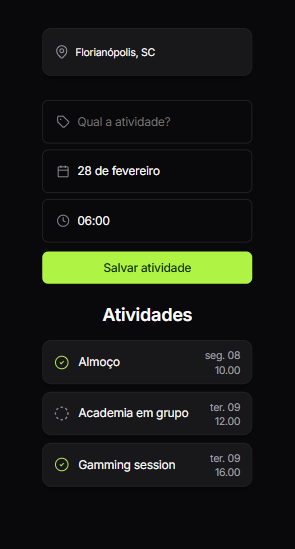 Florianópolis, SC
Qual a atividade?
28 de fevereiro
06:00
Salvar atividade
Atividades
Almoço
seg. 08
10.00
Academia em grupo
ter. 09
12.00
Gamming session
ter. 09
16.00